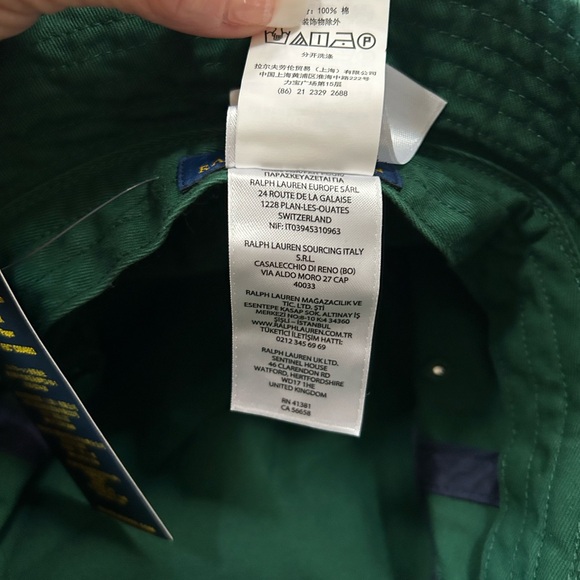 100% 棉
装饰物除外
P
分开洗涤
拉尔夫劳伦贸易（上海）有限公司
中国上海黄浦区淮海中路222号
力宝广场第15层
(86) 21 2329 2688
ΠΑΡΑΣΚΕΥΑΖΕΤΑΙ ΓΙΑ
RALPH LAUREN EUROPE SÀRL
24 ROUTE DE LA GALAISE
1228 PLAN-LES-OUATES
SWITZERLAND
NIF: IT03945310963
RALPH LAUREN SOURCING ITALY
S.R.L.
CASALECCHIO DI RENO (BO)
VIA ALDO MORO 27 CAP
40033
RALPH LAUREN MAĞAZACILIK VE
TİC. LTD. ŞTİ
ESENTEPE KASAP SOK. ALTINAY İŞ
MERKEZİ NO:8-10 K:4 34360
ŞİŞLİ - İSTANBUL
WWW.RALPHLAUREN.COM
TÜKETİCİ İLETİŞİM HATTI:
0212 345 69 69
RALPH LAUREN UK LTD.
SENTINEL HOUSE
46 CLARENDON RD
WATFORD, HERTFORDSHIRE
WD17 1HE
UNITED KINGDOM
RN 41381
CA 56658